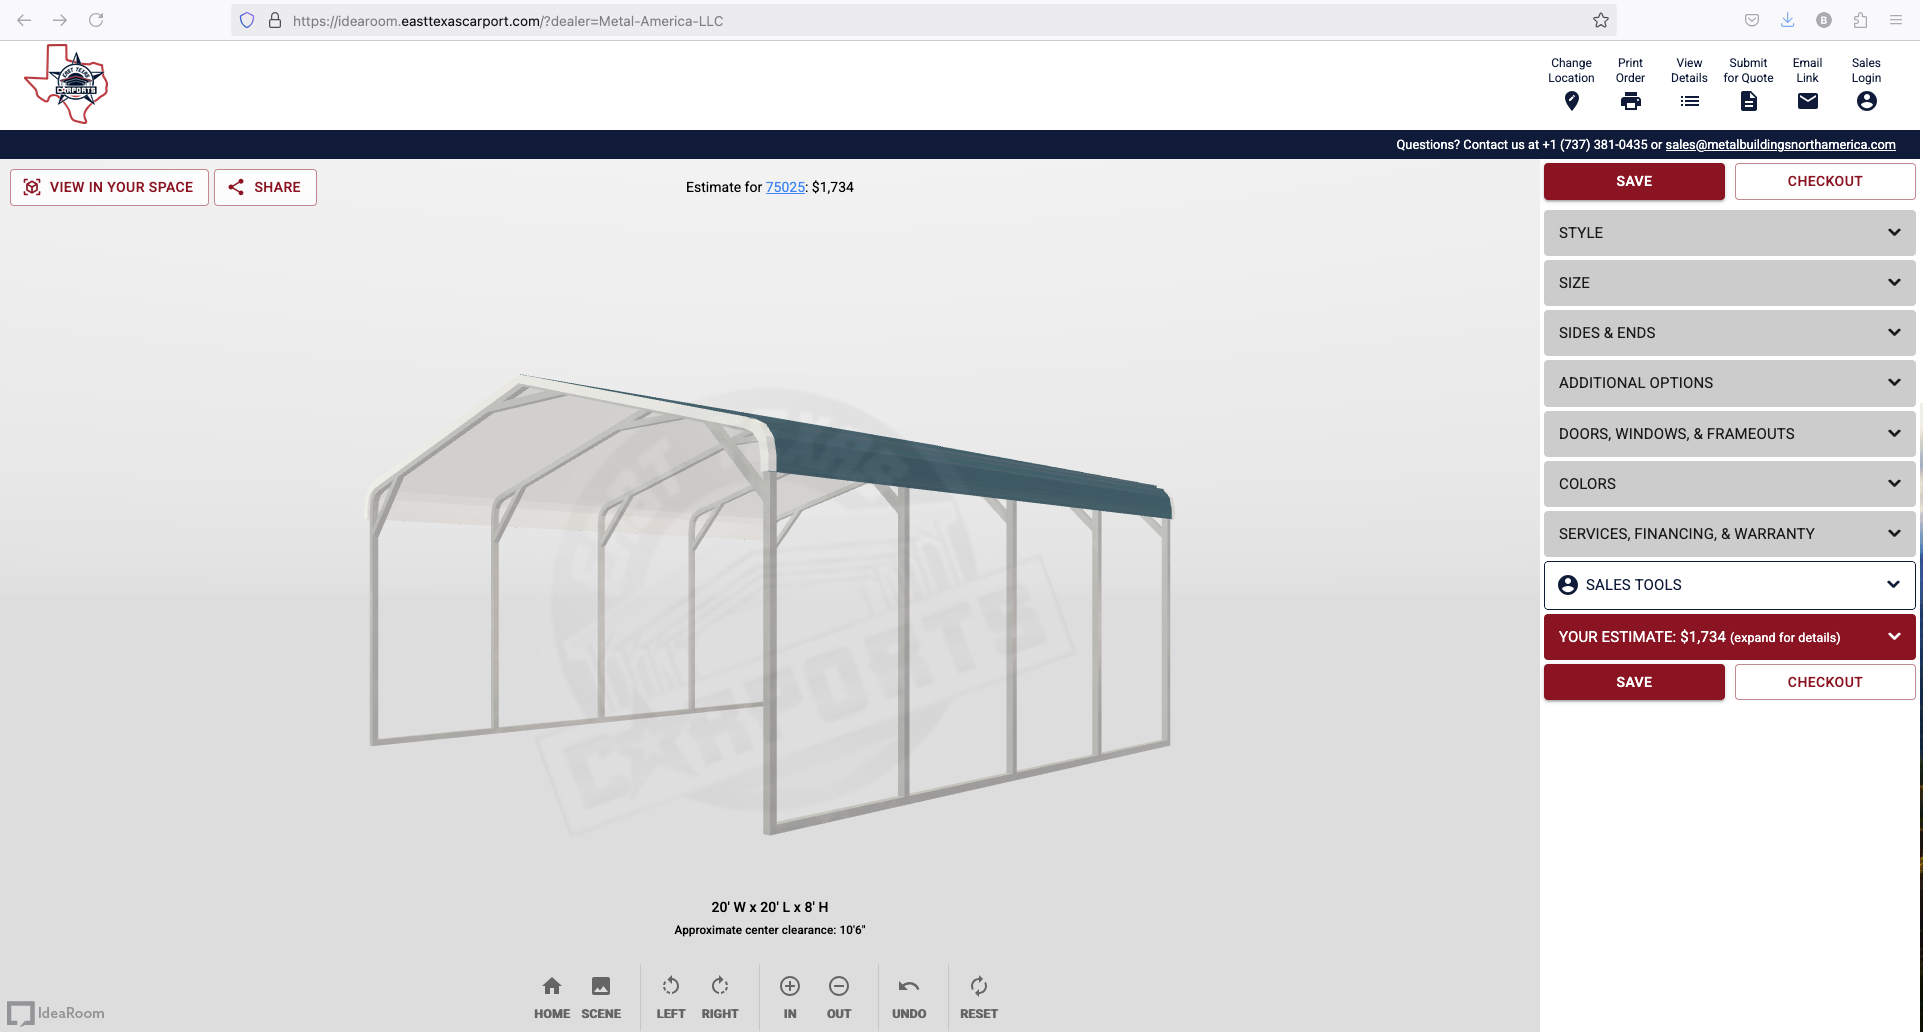 https://idearoom.easttexascarport.com/?dealer=Metal-America-LLC
B
EAST TEXAS
CARPORTS
Change Location
Print Order
View Details
Submit for Quote
Email Link
Sales Login
Questions? Contact us at +1 (737) 381-0435 or sales@metalbuildingsnorthamerica.com
VIEW IN YOUR SPACE
SHARE
Estimate for 75025: $1,734
SAVE
CHECKOUT
STYLE
SIZE
SIDES & ENDS
ADDITIONAL OPTIONS
DOORS, WINDOWS, & FRAMEOUTS
COLORS
SERVICES, FINANCING, & WARRANTY
SALES TOOLS
YOUR ESTIMATE: $1,734 (expand for details)
SAVE
CHECKOUT
EAST TEXAS
CARPORTS
20' W x 20' L x 8' H
Approximate center clearance: 10'6"
HOME
SCENE
LEFT
RIGHT
IN
OUT
UNDO
RESET
IdeaRoom